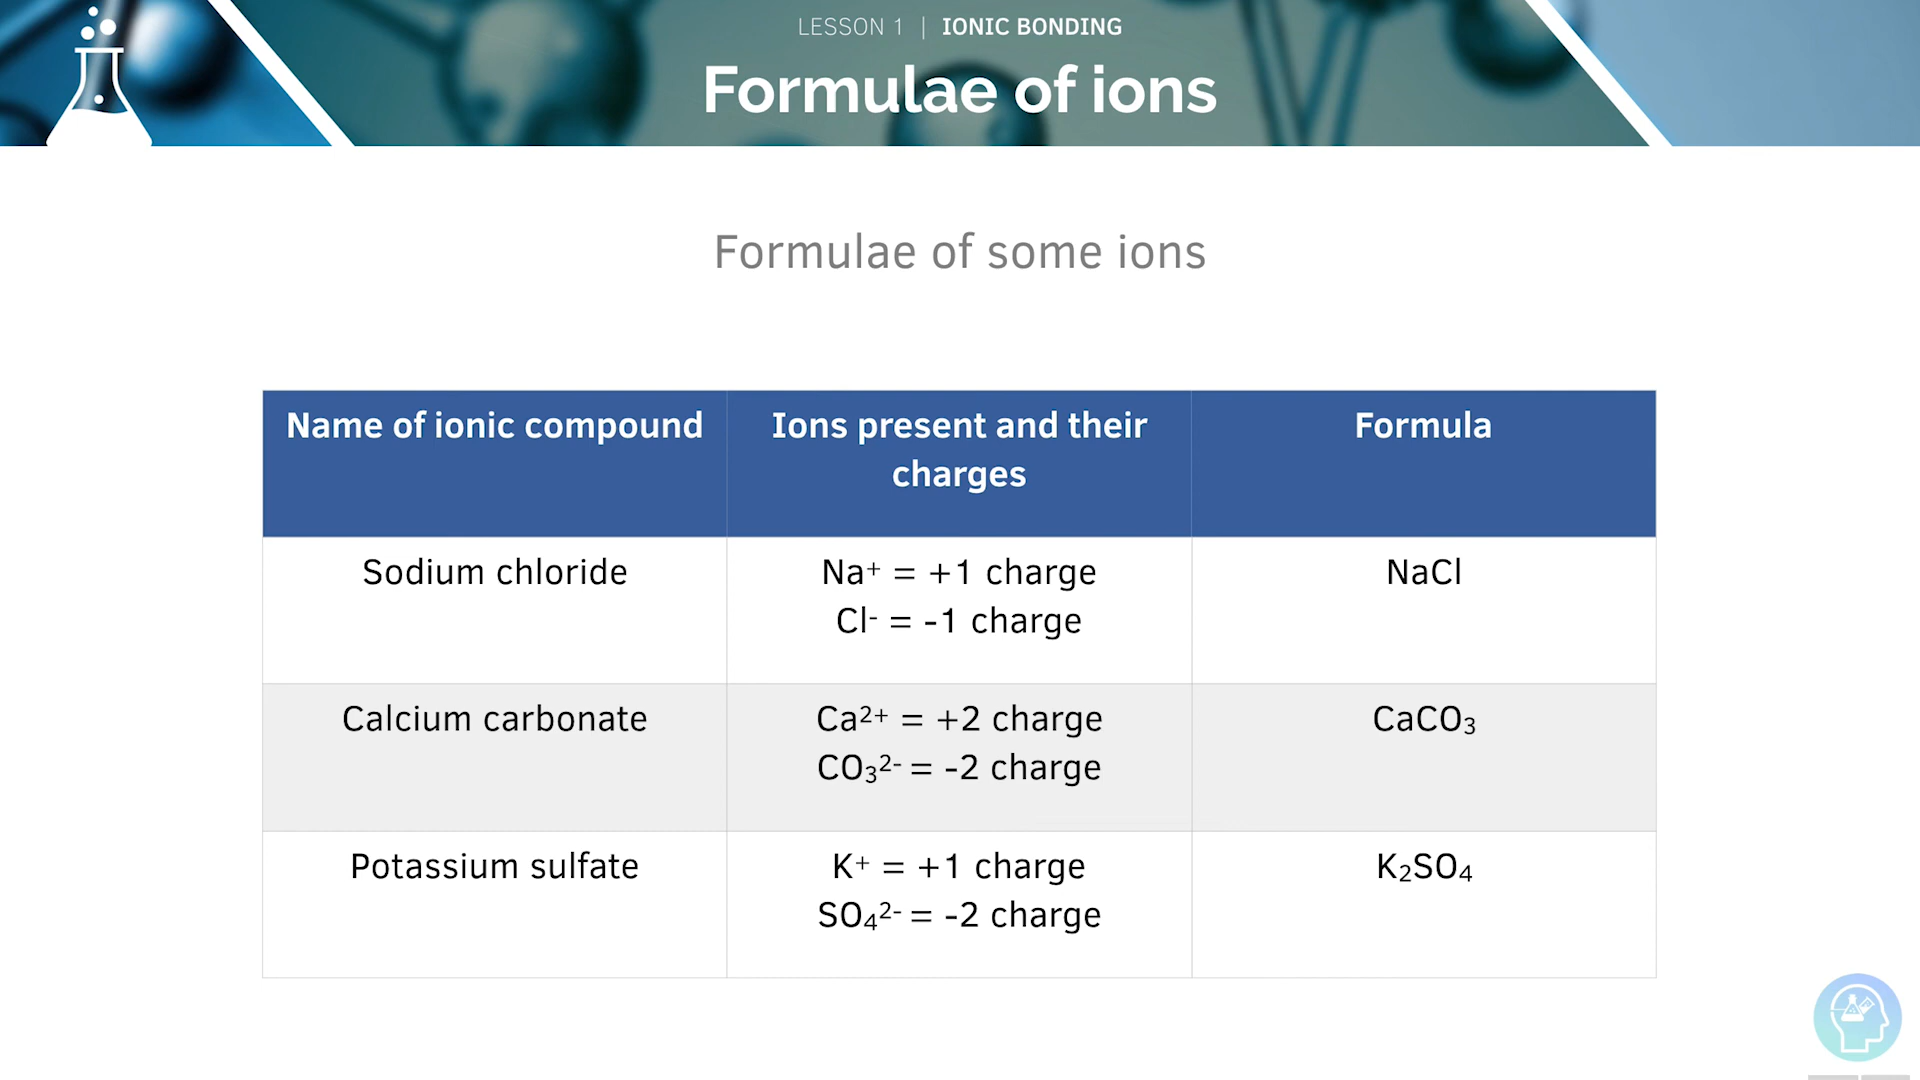 LESSON 1 | IONIC BONDING
Formulae of ions
Formulae of some ions
Name of ionic compound
Ions present and their
charges
Formula
Sodium chloride
Na⁺ = +1 charge
Cl⁻ = -1 charge
NaCl
Calcium carbonate
Ca²⁺ = +2 charge
CO₃²⁻ = -2 charge
CaCO₃
Potassium sulfate
K⁺ = +1 charge
SO₄²⁻ = -2 charge
K₂SO₄